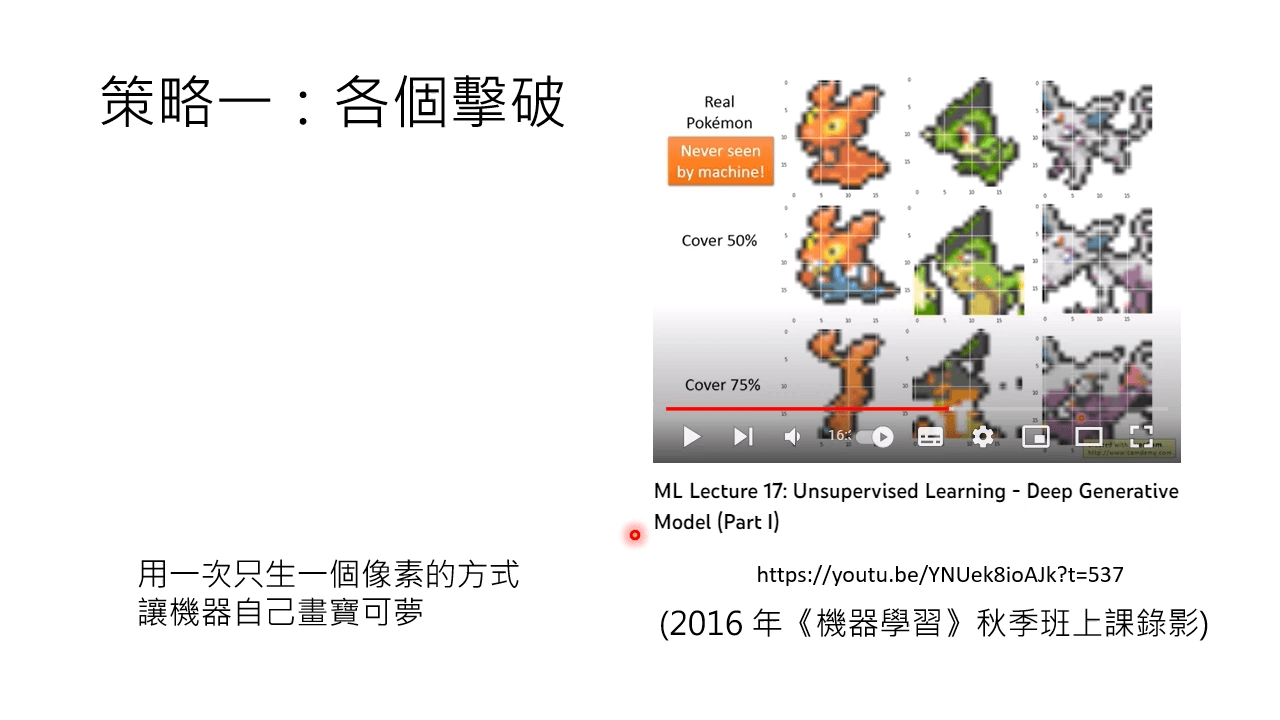 策略一：各個擊破
Real
Pokémon
Never seen
by machine!
Cover 50%
Cover 75%
ML Lecture 17: Unsupervised Learning - Deep Generative
Model (Part I)
https://youtu.be/YNUek8ioAJk?t=537
(2016 年《機器學習》秋季班上課錄影)
用一次只生一個像素的方式
讓機器自己畫寶可夢